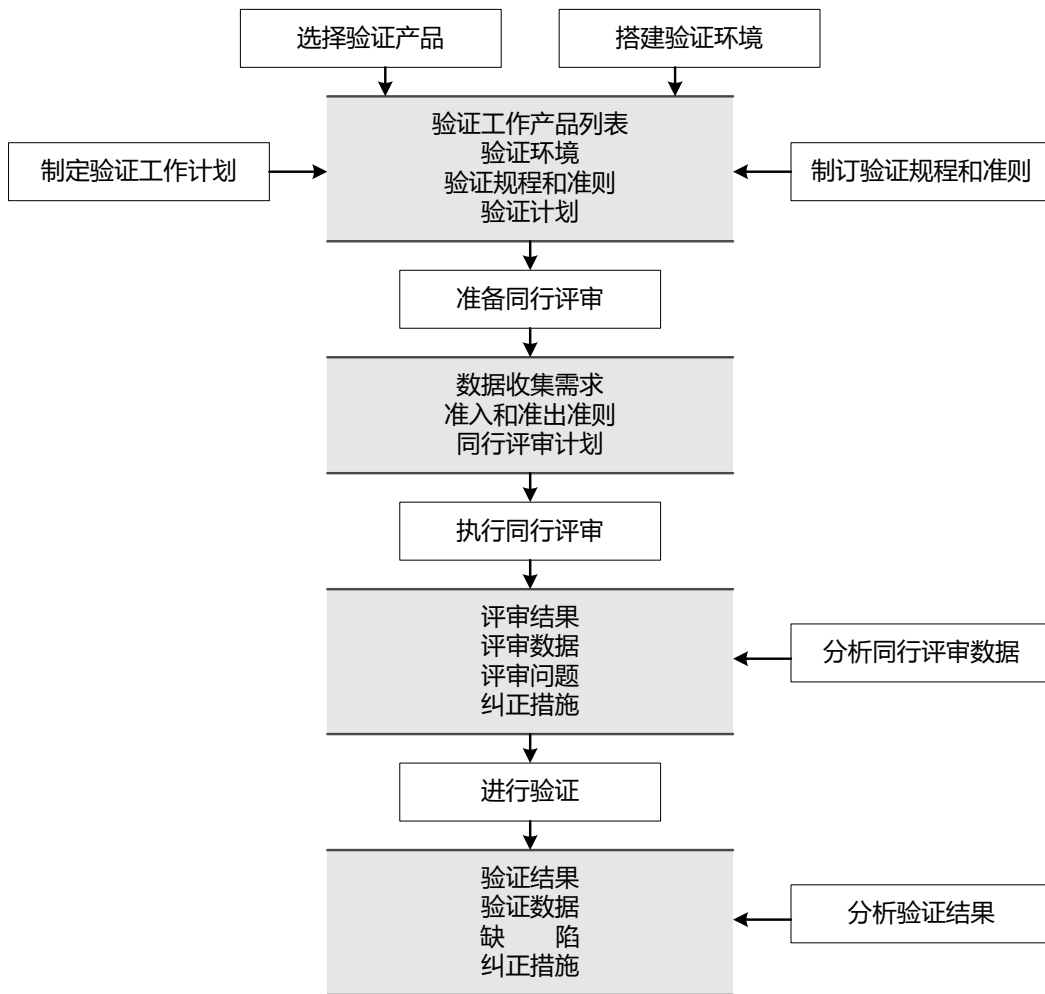 选择验证产品
搭建验证环境
验证工作产品列表
验证环境
验证规程和准则
验证计划
制定验证工作计划
制订验证规程和准则
准备同行评审
数据收集需求
准入和准出准则
同行评审计划
执行同行评审
评审结果
评审数据
评审问题
纠正措施
分析同行评审数据
进行验证
验证结果
验证数据
缺　　陷
纠正措施
分析验证结果